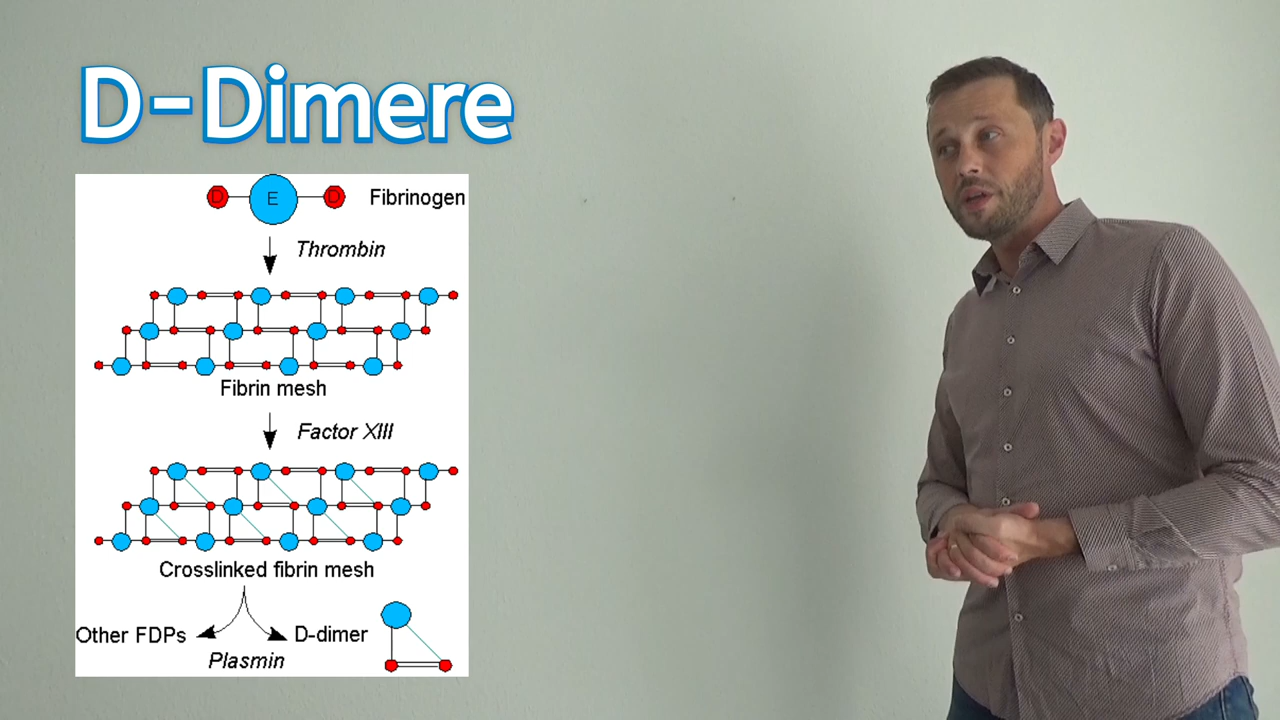 D-Dimere
D E D Fibrinogen
Thrombin
Fibrin mesh
Factor XIII
Crosslinked fibrin mesh
Other FDPs
D-dimer
Plasmin